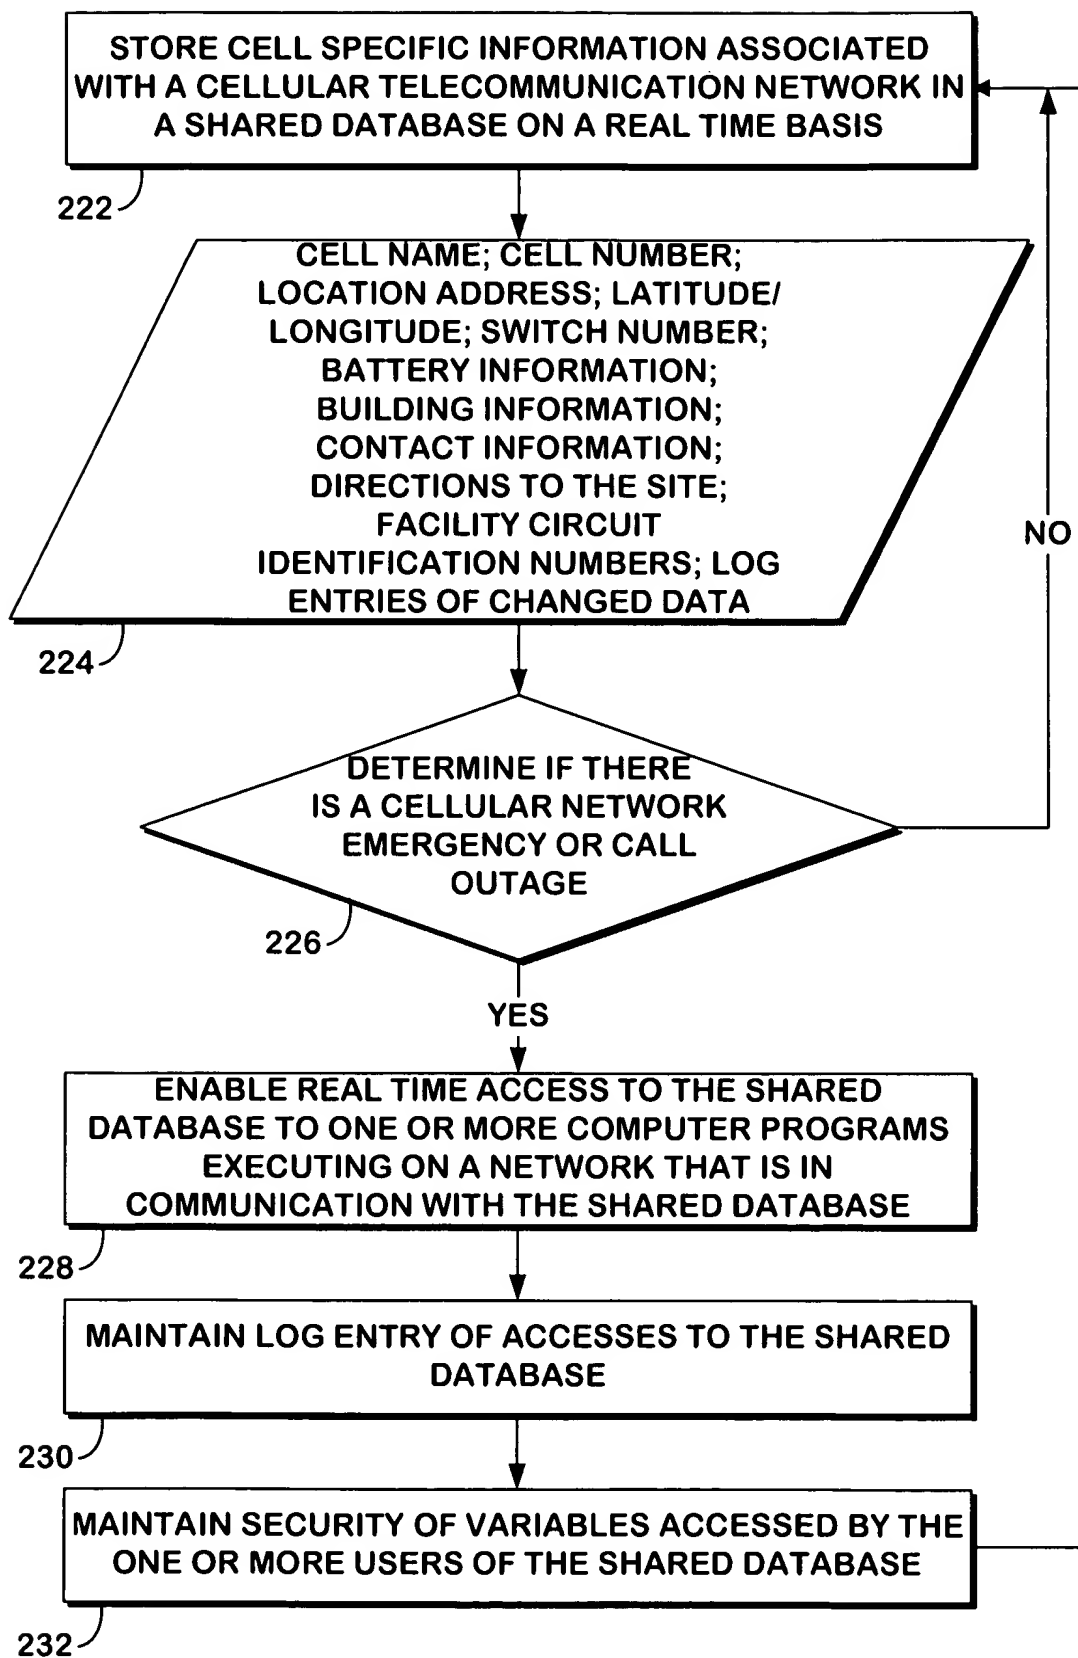 STORE CELL SPECIFIC INFORMATION ASSOCIATED
WITH A CELLULAR TELECOMMUNICATION NETWORK IN
A SHARED DATABASE ON A REAL TIME BASIS
222
CELL NAME; CELL NUMBER;
LOCATION ADDRESS; LATITUDE/
LONGITUDE; SWITCH NUMBER;
BATTERY INFORMATION;
BUILDING INFORMATION;
CONTACT INFORMATION;
DIRECTIONS TO THE SITE;
FACILITY CIRCUIT
IDENTIFICATION NUMBERS; LOG
ENTRIES OF CHANGED DATA
NO
224
DETERMINE IF THERE
IS A CELLULAR NETWORK
EMERGENCY OR CALL
OUTAGE
226
YES
ENABLE REAL TIME ACCESS TO THE SHARED
DATABASE TO ONE OR MORE COMPUTER PROGRAMS
EXECUTING ON A NETWORK THAT IS IN
COMMUNICATION WITH THE SHARED DATABASE
228
MAINTAIN LOG ENTRY OF ACCESSES TO THE SHARED
DATABASE
230
MAINTAIN SECURITY OF VARIABLES ACCESSED BY THE
ONE OR MORE USERS OF THE SHARED DATABASE
232